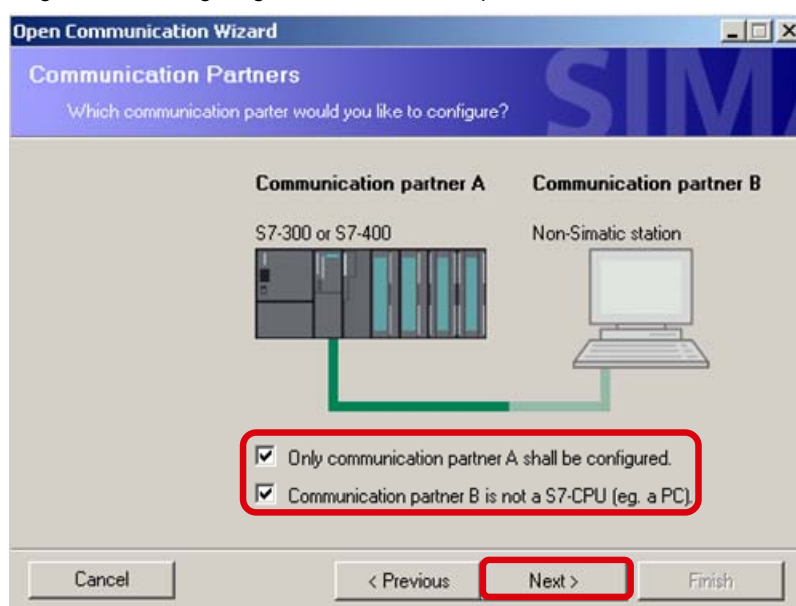 Open Communication Wizard
Communication Partners
Which communication parter would you like to configure?
SIM
Communication partner A
Communication partner B
S7-300 or S7-400
Non-Simatic station
Only communication partner A shall be configured.
Communication partner B is not a S7-CPU (eg. a PC).
Cancel
< Previous
Next >
Finish